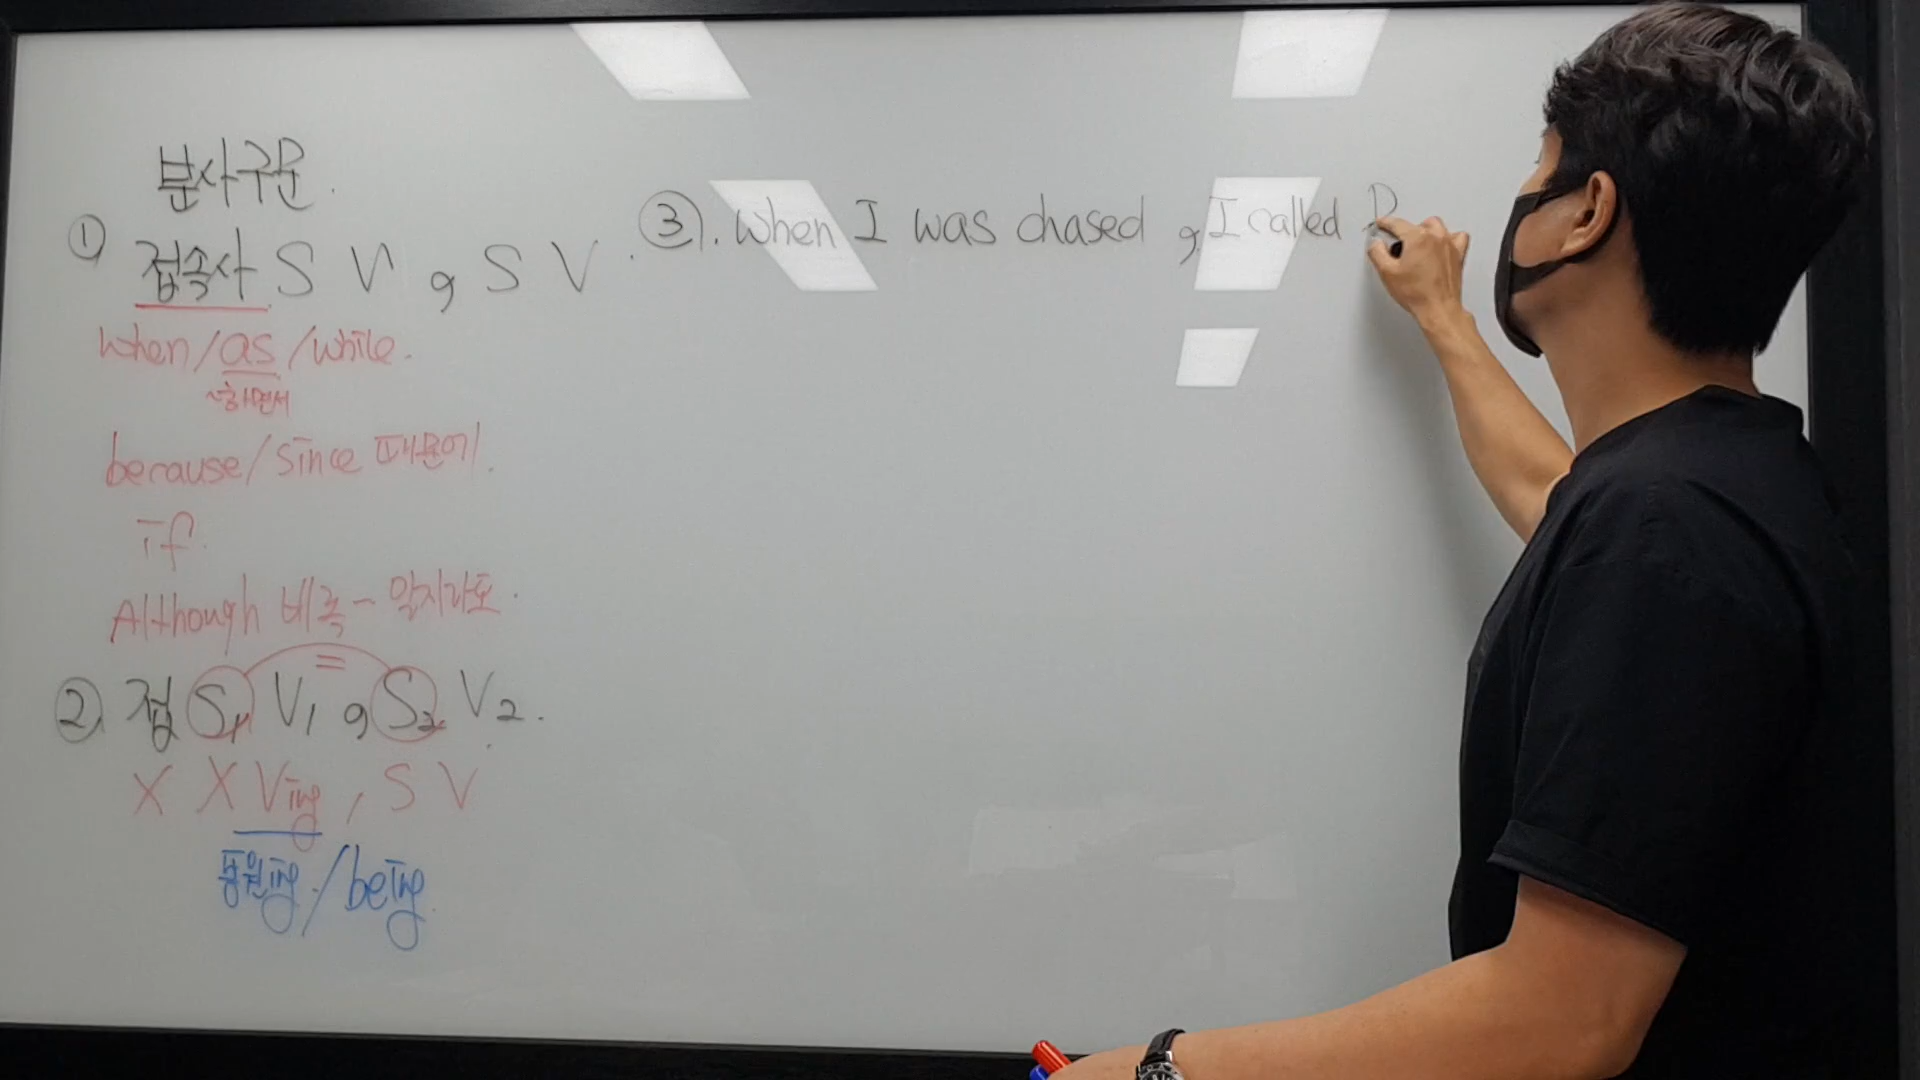 분사구문.
① 접속사 S V , S V .
when/as/while.
~하면서
because/since 때문에.
if.
Although 비록 - 일지라도.
=
②. 접 S₁ V₁ , S₂ V₂ .
X X Ving , S V
동원ing./being.
③. When I was chased , I called